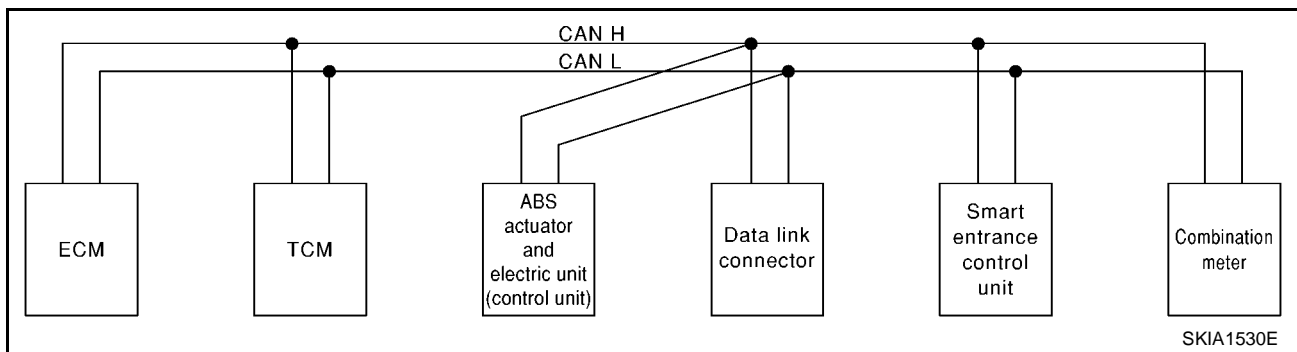 CAN H
CAN L
ECM
TCM
ABS
actuator
and
electric unit
(control unit)
Data link
connector
Smart
entrance
control
unit
Combination
meter
SKIA1530E